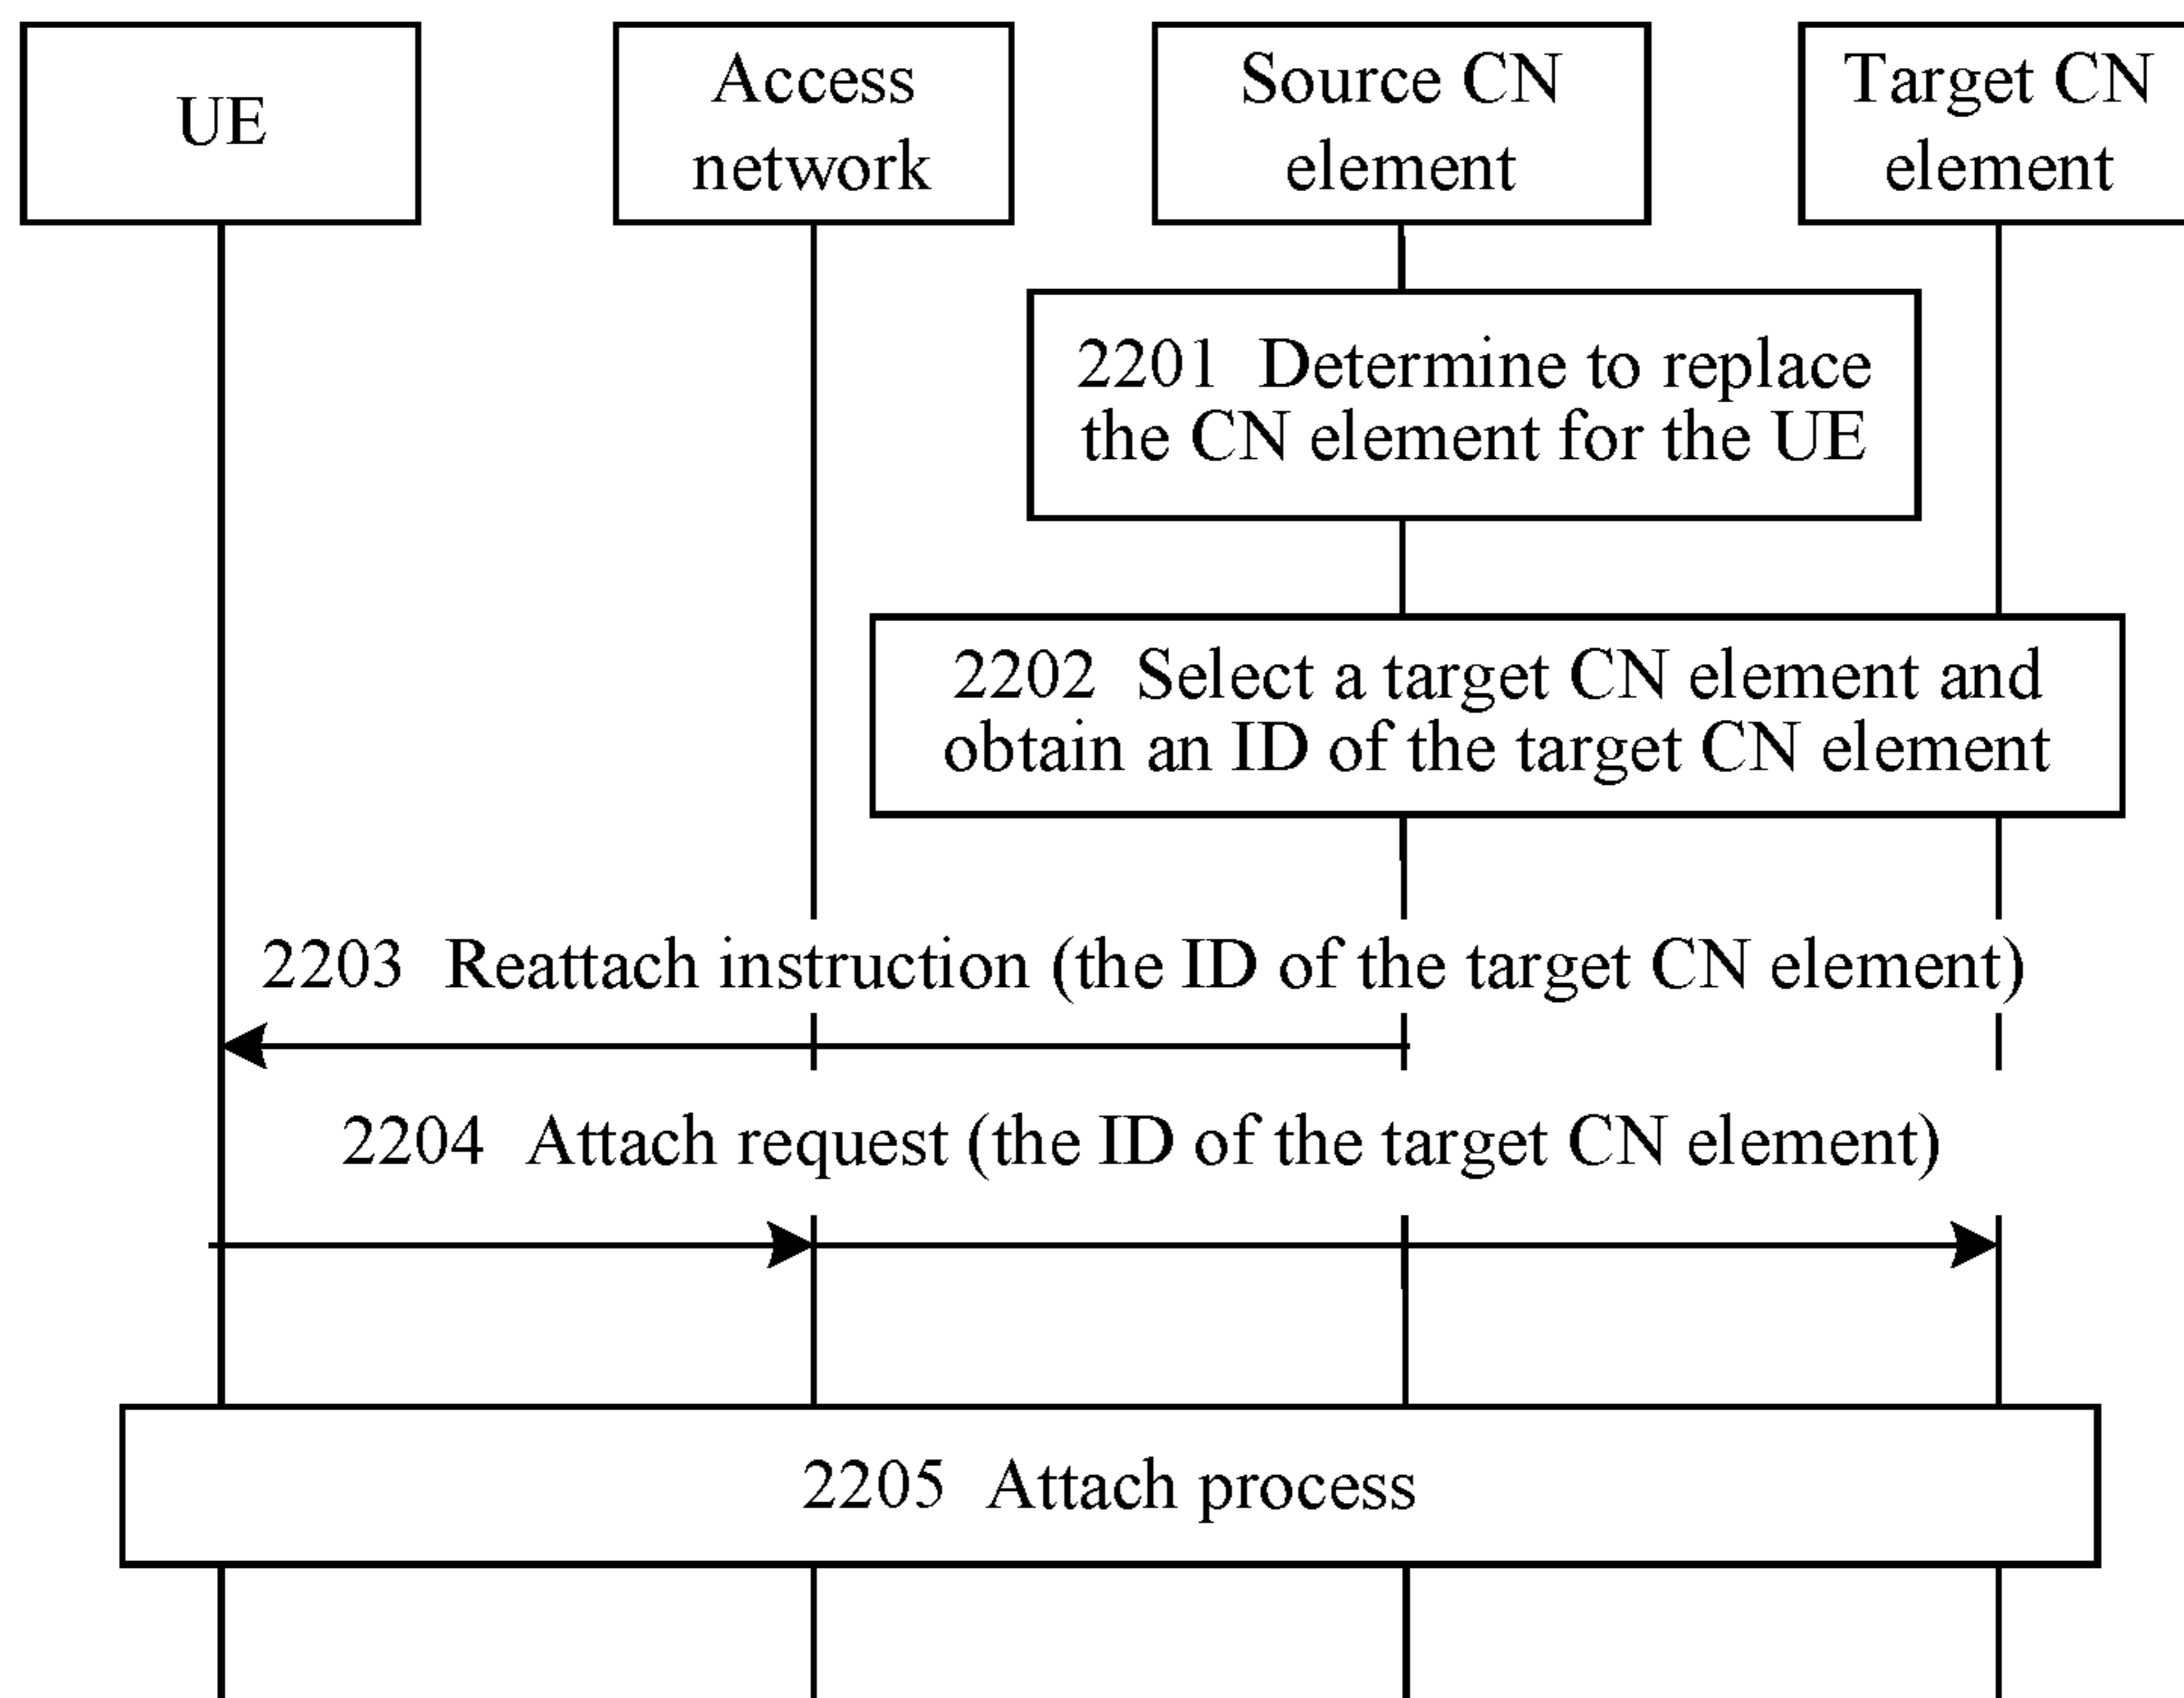 UE
Access
network
Source CN
element
Target CN
element
2201 Determine to replace
the CN element for the UE
2202 Select a target CN element and
obtain an ID of the target CN element
2203 Reattach instruction (the ID of the target CN element)
2204 Attach request (the ID of the target CN element)
2205 Attach process